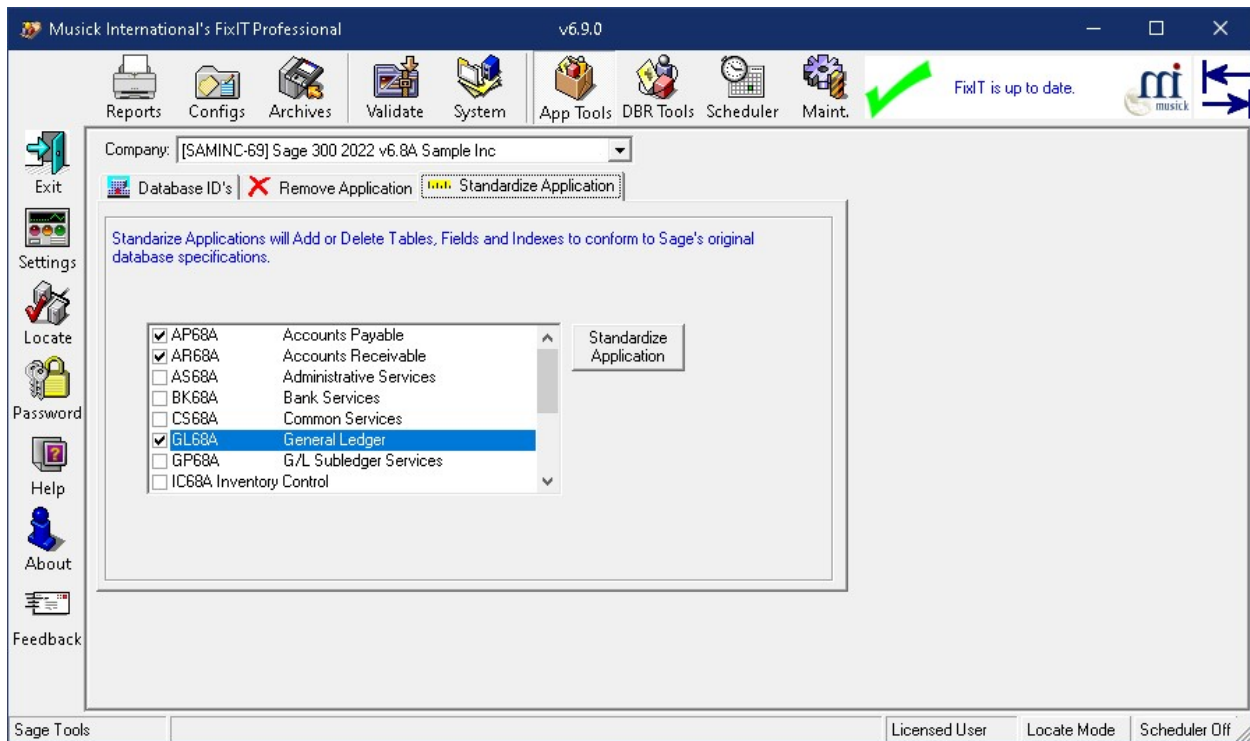 Musick International's FixIT Professional v6.9.0
Reports Configs Archives Validate System App Tools DBR Tools Scheduler Maint. FixIT is up to date. mi musick
Exit
Settings
Locate
Password
Help
About
Feedback
Company: [SAMINC-69] Sage 300 2022 v6.8A Sample Inc
Database ID's Remove Application Standardize Application
Standarize Applications will Add or Delete Tables, Fields and Indexes to conform to Sage's original
database specifications.
AP68A Accounts Payable
AR68A Accounts Receivable
AS68A Administrative Services
BK68A Bank Services
CS68A Common Services
GL68A General Ledger
GP68A G/L Subledger Services
IC68A Inventory Control
Standardize
Application
Sage Tools Licensed User Locate Mode Scheduler Off